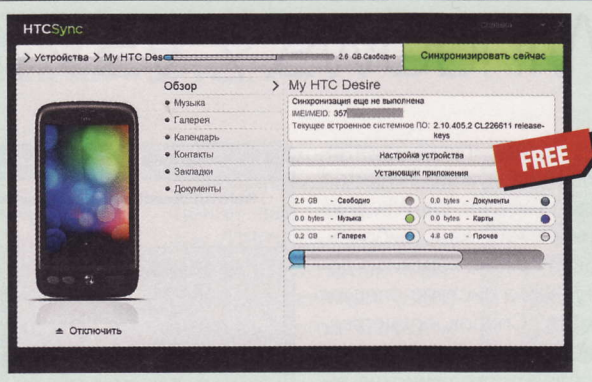 HTCSync
> Устройства > My HTC Des
2.6 GB Свободно
Синхронизировать сейчас
Обзор
• Музыка
• Галерея
• Календарь
• Контакты
• Закладки
• Документы
> My HTC Desire
Синхронизация еще не выполнена
IMEI/MEID: 357
Текущее встроенное системное ПО: 2.10.405.2 CL226611 release-
keys
Настройка устройства
Установщик приложения
FREE
2.6 GB - Свободно
0.0 bytes - Документы
0.0 bytes - Музыка
0.0 bytes - Карты
0.2 GB - Галерея
4.8 GB - Прочее
Отключить